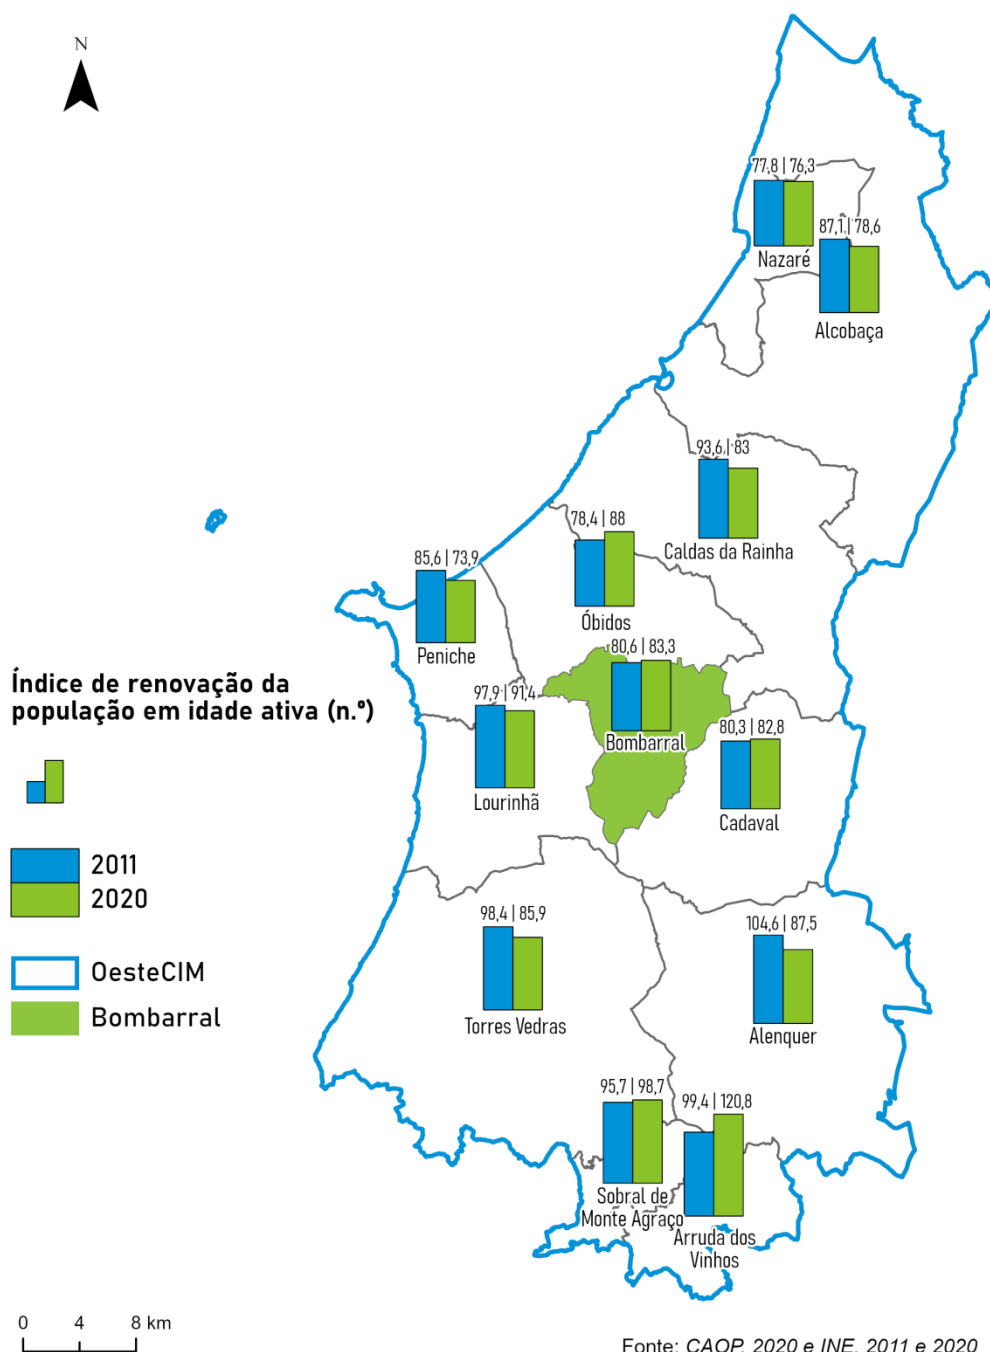 N
77,8 | 76,3
Nazaré
87,1 | 78,6
Alcobaça
93,6 | 83
Caldas da Rainha
78,4 | 88
Óbidos
85,6 | 73,9
Peniche
80,6 | 83,3
Bombarral
97,9 | 91,4
Lourinhã
80,3 | 82,8
Cadaval
98,4 | 85,9
Torres Vedras
104,6 | 87,5
Alenquer
95,7 | 98,7
Sobral de
Monte Agraço
99,4 | 120,8
Arruda dos
Vinhos
Índice de renovação da
população em idade ativa (n.º)
2011
2020
OesteCIM
Bombarral
0 4 8 km
Fonte: CAOP, 2020 e INE, 2011 e 2020